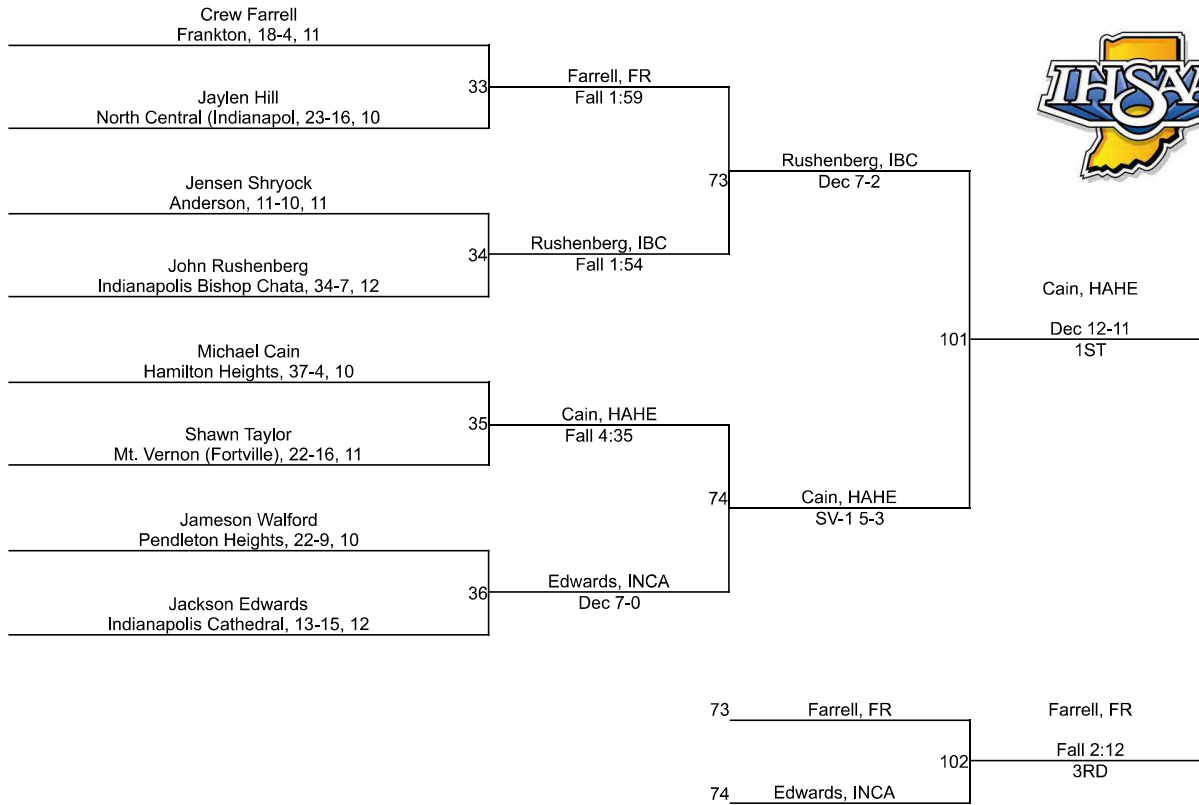 Crew Farrell
Frankton, 18-4, 11
Jaylen Hill
North Central (Indianapol, 23-16, 10
33
Farrell, FR
Fall 1:59
Jensen Shryock
Anderson, 11-10, 11
John Rushenberg
Indianapolis Bishop Chata, 34-7, 12
34
Rushenberg, IBC
Fall 1:54
73
Rushenberg, IBC
Dec 7-2
Michael Cain
Hamilton Heights, 37-4, 10
Shawn Taylor
Mt. Vernon (Fortville), 22-16, 11
35
Cain, HAHE
Fall 4:35
Jameson Walford
Pendleton Heights, 22-9, 10
Jackson Edwards
Indianapolis Cathedral, 13-15, 12
36
Edwards, INCA
Dec 7-0
74
Cain, HAHE
SV-1 5-3
101
Cain, HAHE
Dec 12-11
1ST
IHSAA
73
Farrell, FR
74
Edwards, INCA
102
Farrell, FR
Fall 2:12
3RD